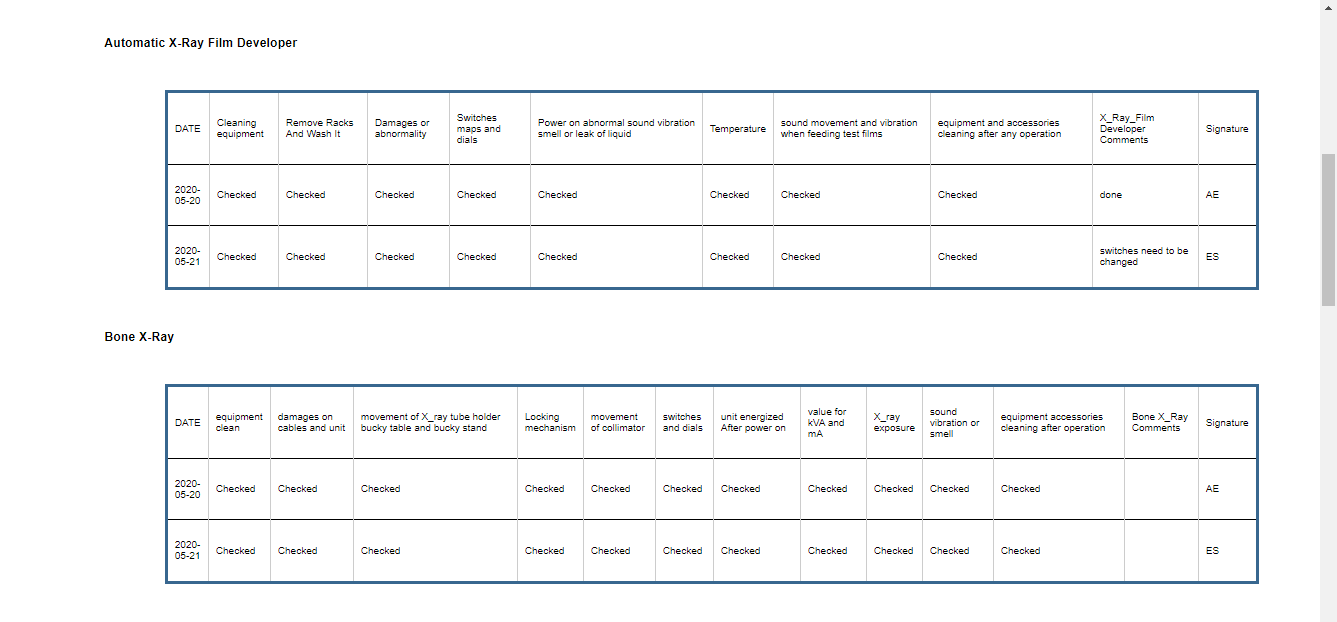 Automatic X-Ray Film Developer
DATE
Cleaning
equipment
Remove Racks
And Wash It
Damages or
abnormality
Switches
maps and
dials
Power on abnormal sound vibration
smell or leak of liquid
Temperature
sound movement and vibration
when feeding test films
equipment and accessories
cleaning after any operation
X_Ray_Film
Developer
Comments
Signature
2020-
05-20
Checked
Checked
Checked
Checked
Checked
Checked
Checked
Checked
done
AE
2020-
05-21
Checked
Checked
Checked
Checked
Checked
Checked
Checked
Checked
switches need to be
changed
ES
Bone X-Ray
DATE
equipment
clean
damages on
cables and unit
movement of X_ray tube holder
bucky table and bucky stand
Locking
mechanism
movement
of collimator
switches
and dials
unit energized
After power on
value for
kVA and
mA
X_ray
exposure
sound
vibration or
smell
equipment accessories
cleaning after operation
Bone X_Ray
Comments
Signature
2020-
05-20
Checked
Checked
Checked
Checked
Checked
Checked
Checked
Checked
Checked
Checked
Checked
AE
2020-
05-21
Checked
Checked
Checked
Checked
Checked
Checked
Checked
Checked
Checked
Checked
Checked
ES